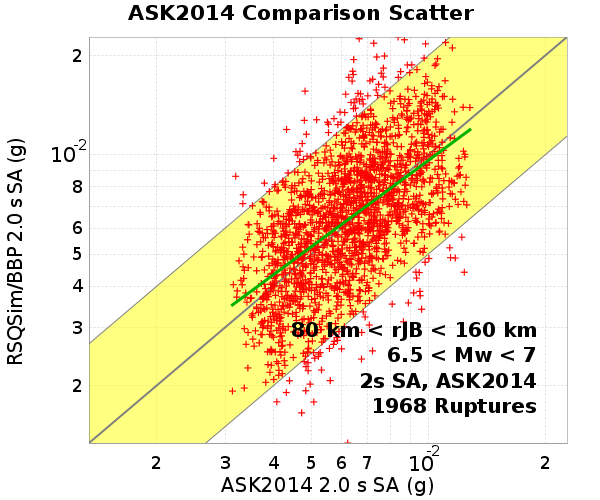 ASK2014 Comparison Scatter
RSQSim/BBP 2.0 s SA (g)
2
10-2
8
6
5
4
3
2
80 km < rJB < 160 km
6.5 < Mw < 7
2s SA, ASK2014
1968 Ruptures
2 3 4 5 6 7 10-2 2
ASK2014 2.0 s SA (g)